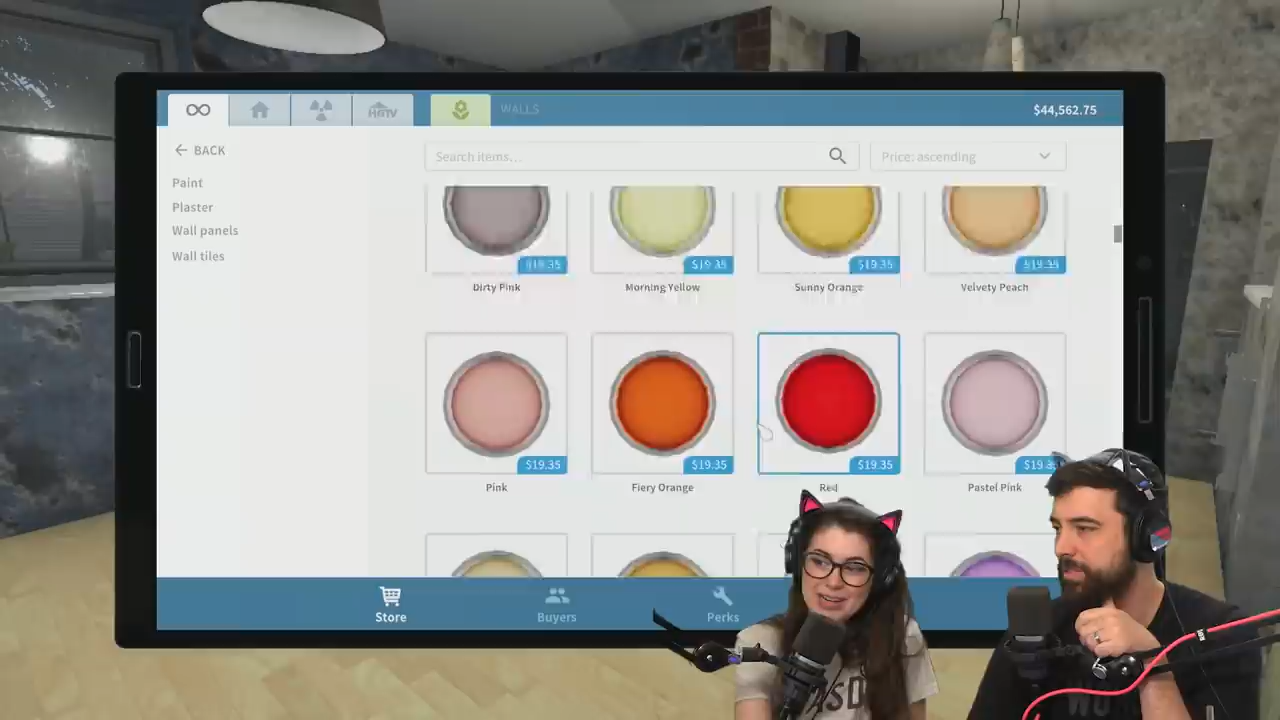 HGTV
WALLS
$44,562.75
BACK
Search items...
Price: ascending
Paint
Plaster
Wall panels
Wall tiles
$19.35
$19.35
$19.35
$19.35
Dirty Pink
Morning Yellow
Sunny Orange
Velvety Peach
$19.35
$19.35
$19.35
Pink
Fiery Orange
Red
Pastel Pink
Store
Buyers
Perks